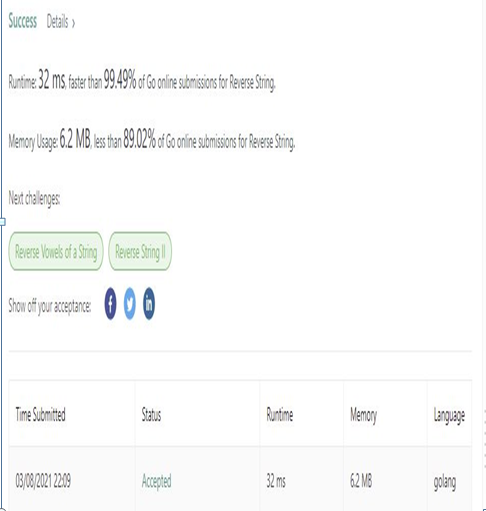 Success Details ›
Runtime: 32 ms, faster than 99.49% of Go online submissions for Reverse String.
Memory Usage: 6.2 MB, less than 89.02% of Go online submissions for Reverse String.
Next challenges:
Reverse Vowels of a String Reverse String II
Show off your acceptance: f in
Time Submitted Status Runtime Memory Language
03/08/2021 22:09 Accepted 32 ms 6.2 MB golang